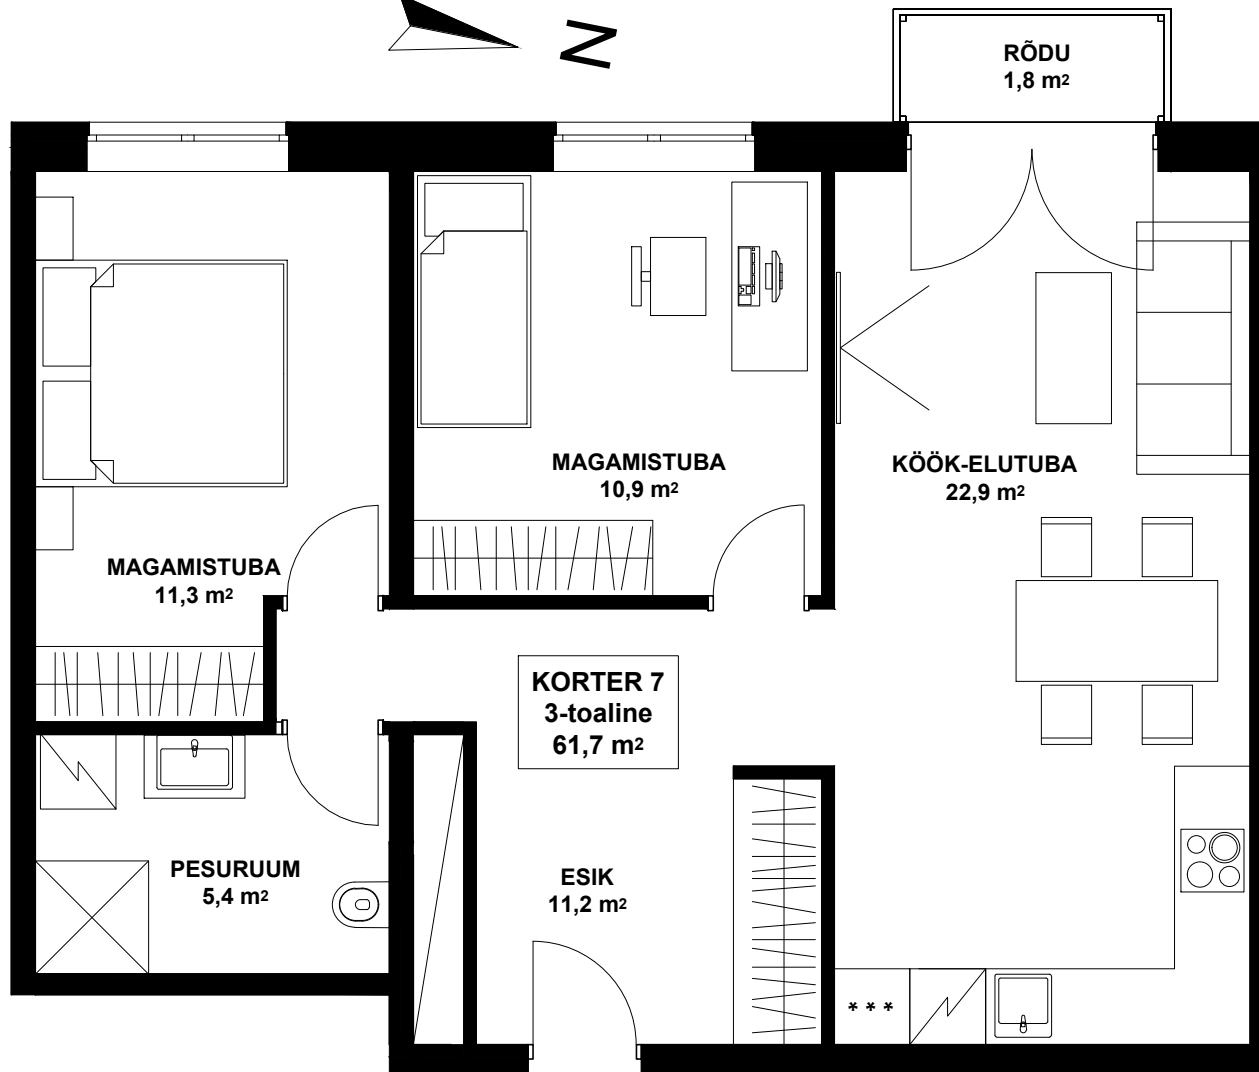 N
RÕDU
1,8 m²
MAGAMISTUBA
10,9 m²
KÖÖK-ELUTUBA
22,9 m²
MAGAMISTUBA
11,3 m²
KORTER 7
3-toaline
61,7 m²
PESURUUM
5,4 m²
ESIK
11,2 m²
***